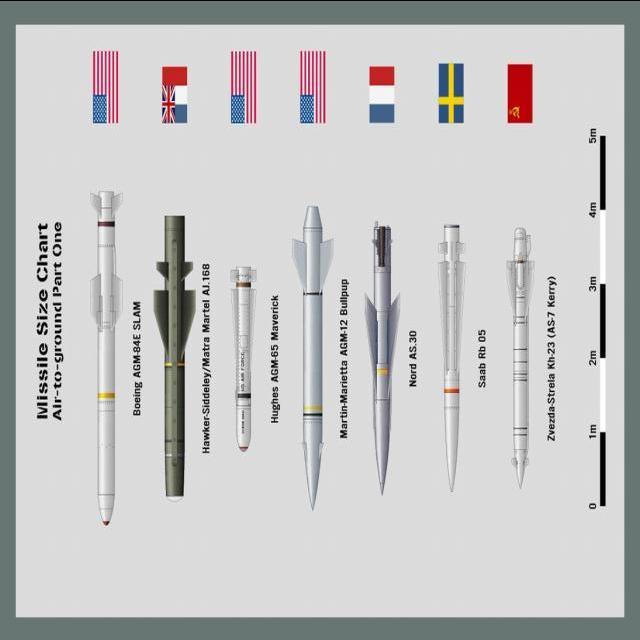 Missile Size Chart
Air-to-ground Part One
Boeing AGM-84E SLAM
Hawker-Siddeley/Matra Martel AJ.168
Hughes AGM-65 Maverick
Martin-Marietta AGM-12 Bullpup
Nord AS.30
Saab Rb 05
Zvezda-Strela Kh-23 (AS-7 Kerry)
US AIR FORCE
5m
4m
3m
2m
1m
0